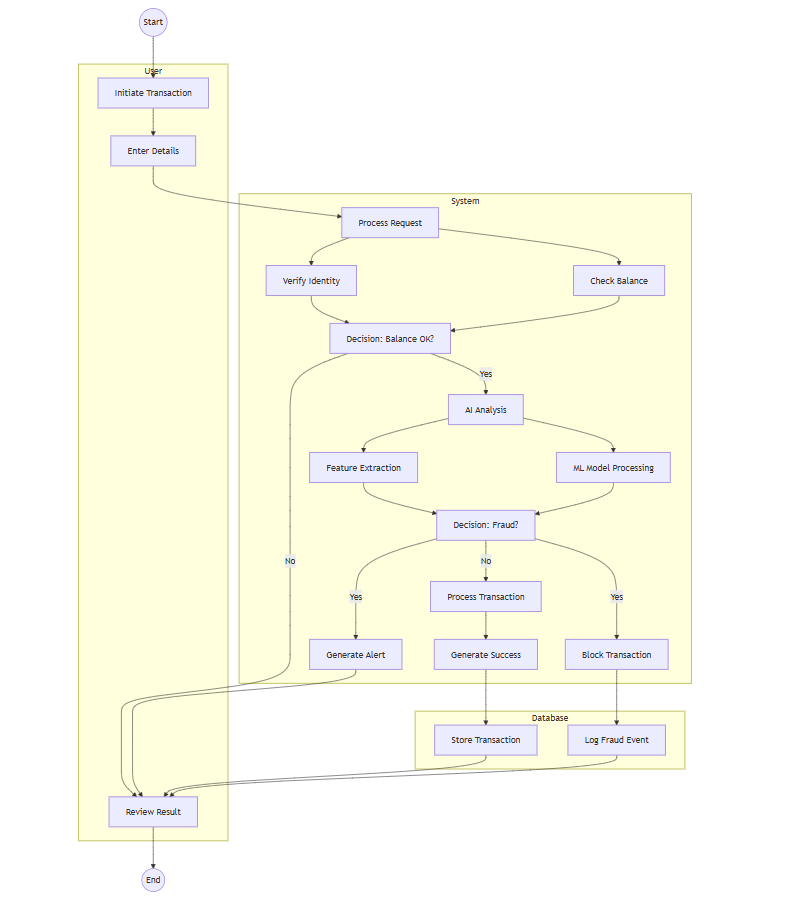 Start
User
Initiate Transaction
Enter Details
System
Process Request
Verify Identity
Check Balance
Decision: Balance OK?
Yes
AI Analysis
Feature Extraction
ML Model Processing
Decision: Fraud?
No
No
Yes
Process Transaction
Yes
Generate Alert
Generate Success
Block Transaction
Database
Store Transaction
Log Fraud Event
Review Result
End